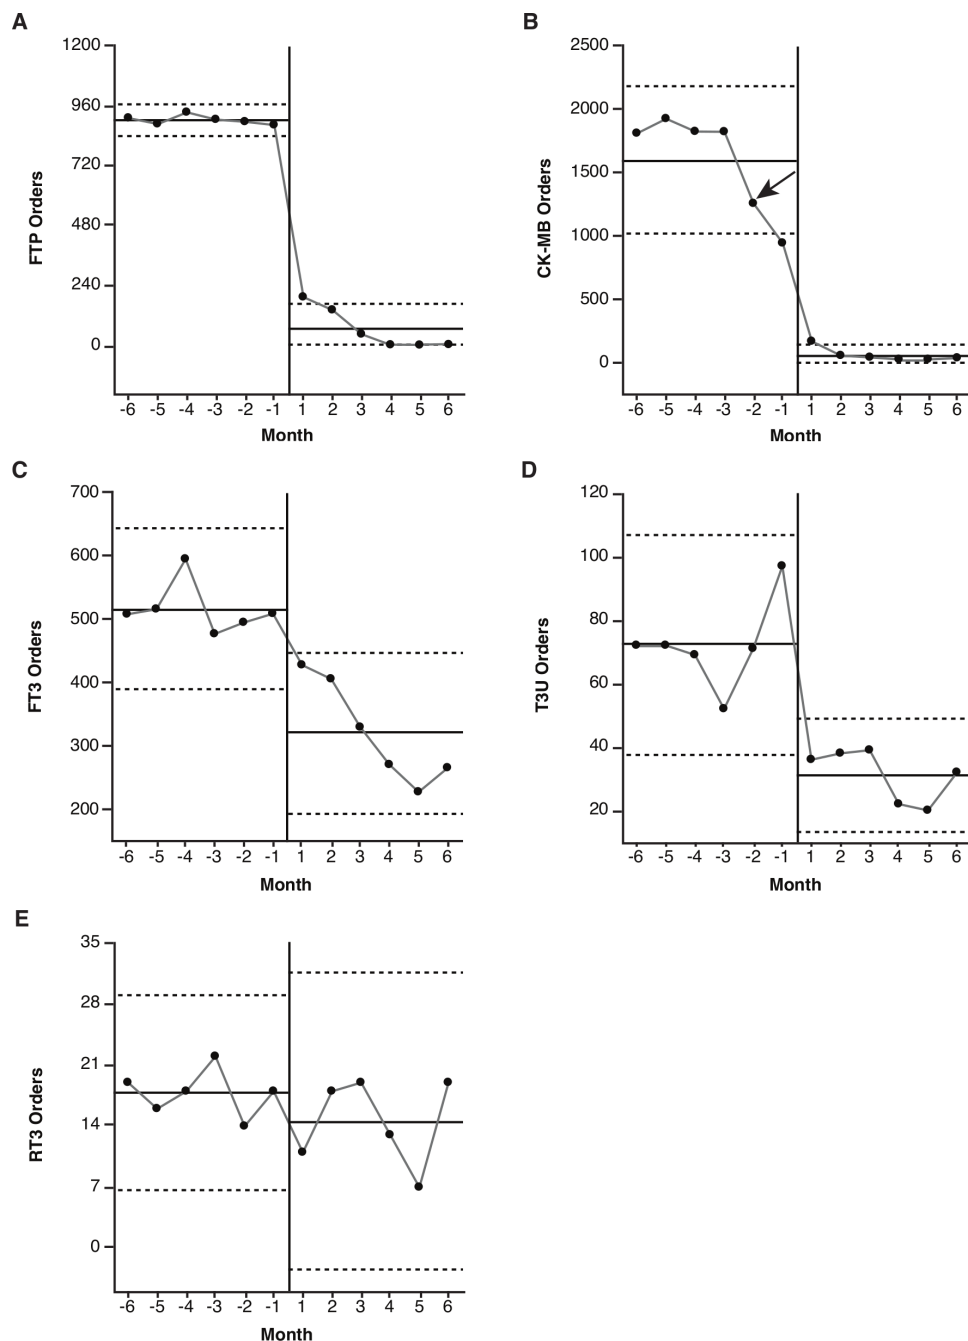 A
1200
960
720
480
240
0
FTP Orders
-6 -5 -4 -3 -2 -1 1 2 3 4 5 6
Month
B
2500
2000
1500
1000
500
0
CK-MB Orders
-6 -5 -4 -3 -2 -1 1 2 3 4 5 6
Month
C
700
600
500
400
300
200
FT3 Orders
-6 -5 -4 -3 -2 -1 1 2 3 4 5 6
Month
D
120
100
80
60
40
20
T3U Orders
-6 -5 -4 -3 -2 -1 1 2 3 4 5 6
Month
E
35
28
21
14
7
0
RT3 Orders
-6 -5 -4 -3 -2 -1 1 2 3 4 5 6
Month